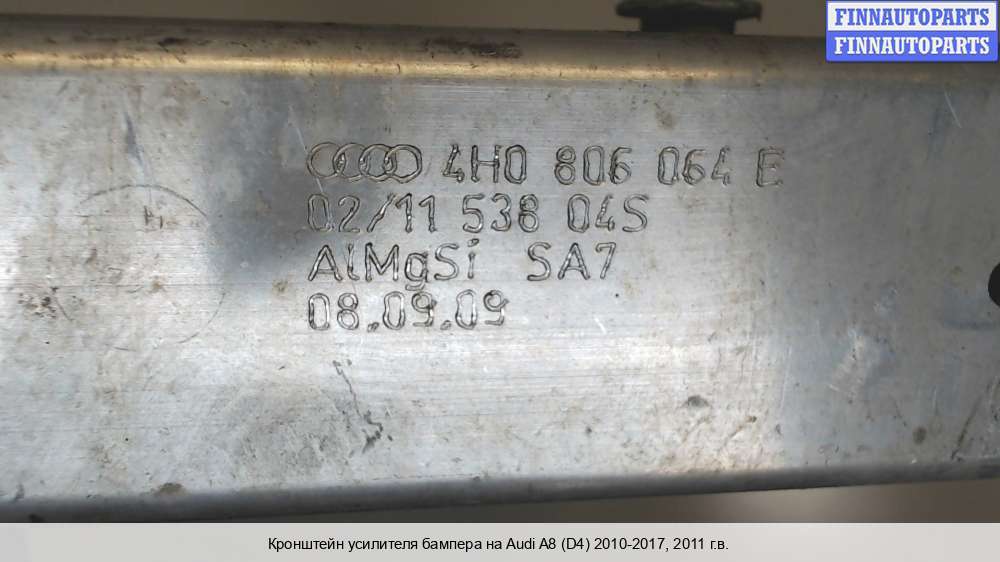 FINNAUTOPARTS
FINNAUTOPARTS
4H0 806 064 E
02/11 538 04S
AlMgSi SA7
08.09.09
Кронштейн усилителя бампера на Audi A8 (D4) 2010-2017, 2011 г.в.